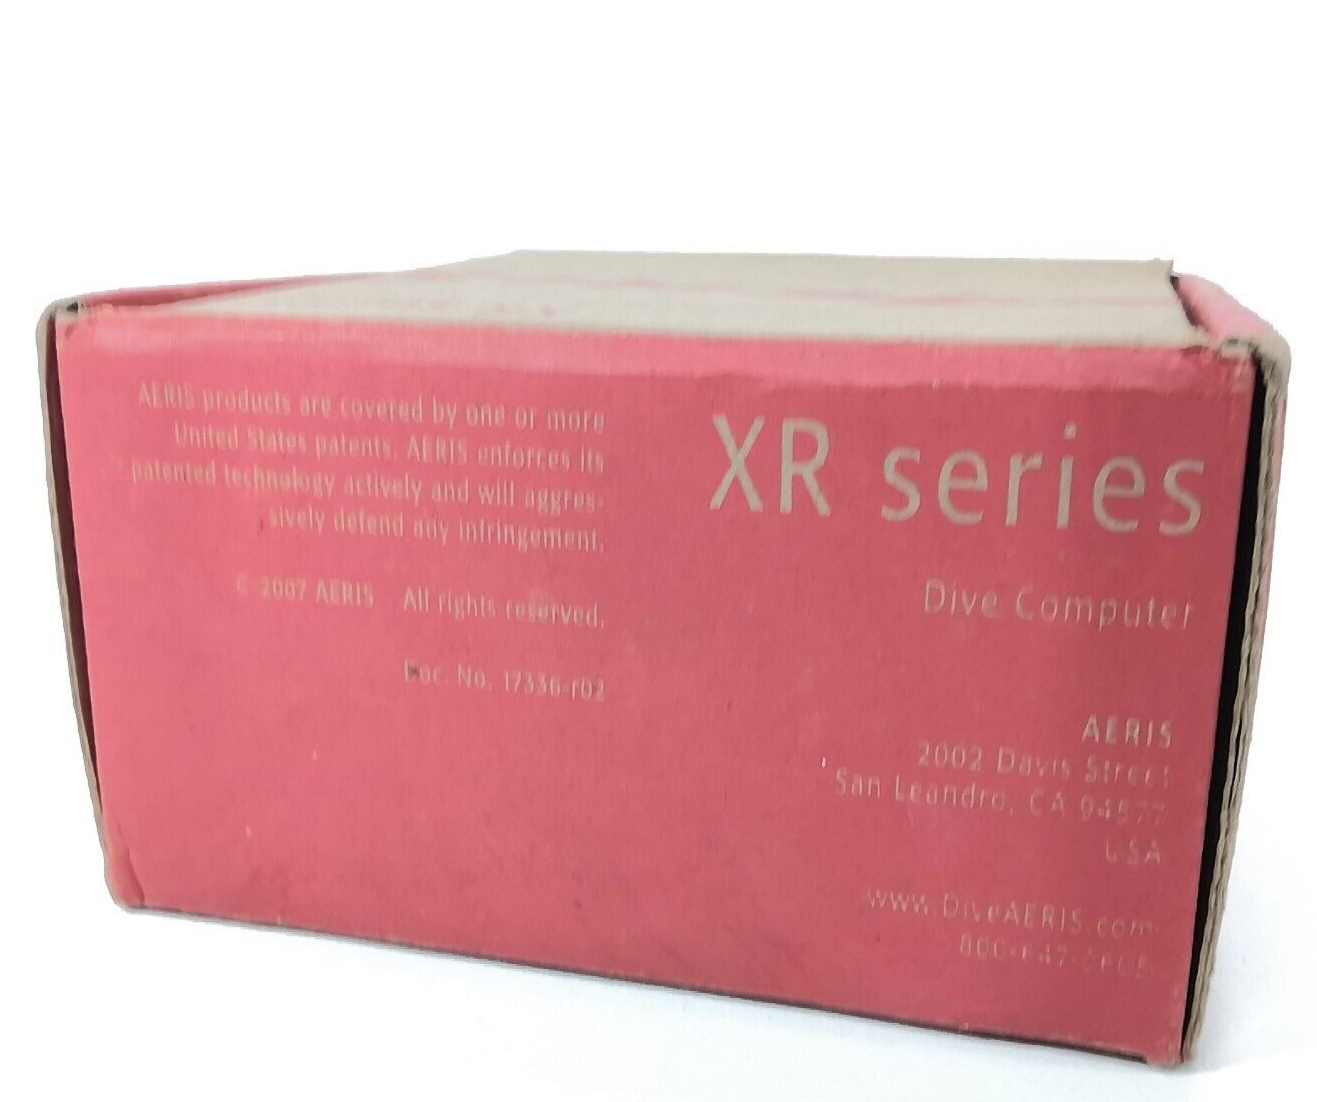 AERIS products are covered by one or more
United States patents. AERIS enforces its
patented technology actively and will aggres-
sively defend any infringement.
© 2007 AERIS All rights reserved.
Doc. No. 17336-r02
XR series
Dive Computer
AERIS
2002 Davis Street
San Leandro, CA 94577
USA
www.DiveAERIS.com